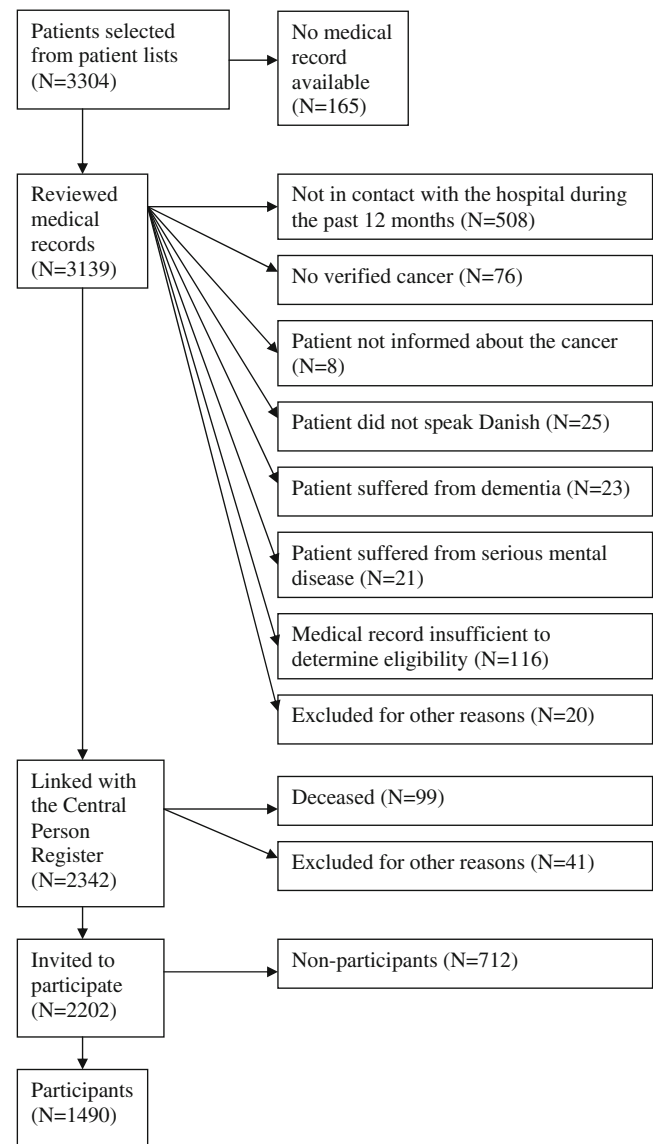 Patients selected
from patient lists
(N=3304)
No medical
record
available
(N=165)
Reviewed
medical
records
(N=3139)
Not in contact with the hospital during
the past 12 months (N=508)
No verified cancer (N=76)
Patient not informed about the cancer
(N=8)
Patient did not speak Danish (N=25)
Patient suffered from dementia (N=23)
Patient suffered from serious mental
disease (N=21)
Medical record insufficient to
determine eligibility (N=116)
Excluded for other reasons (N=20)
Linked with
the Central
Person
Register
(N=2342)
Deceased (N=99)
Excluded for other reasons (N=41)
Invited to
participate
(N=2202)
Non-participants (N=712)
Participants
(N=1490)